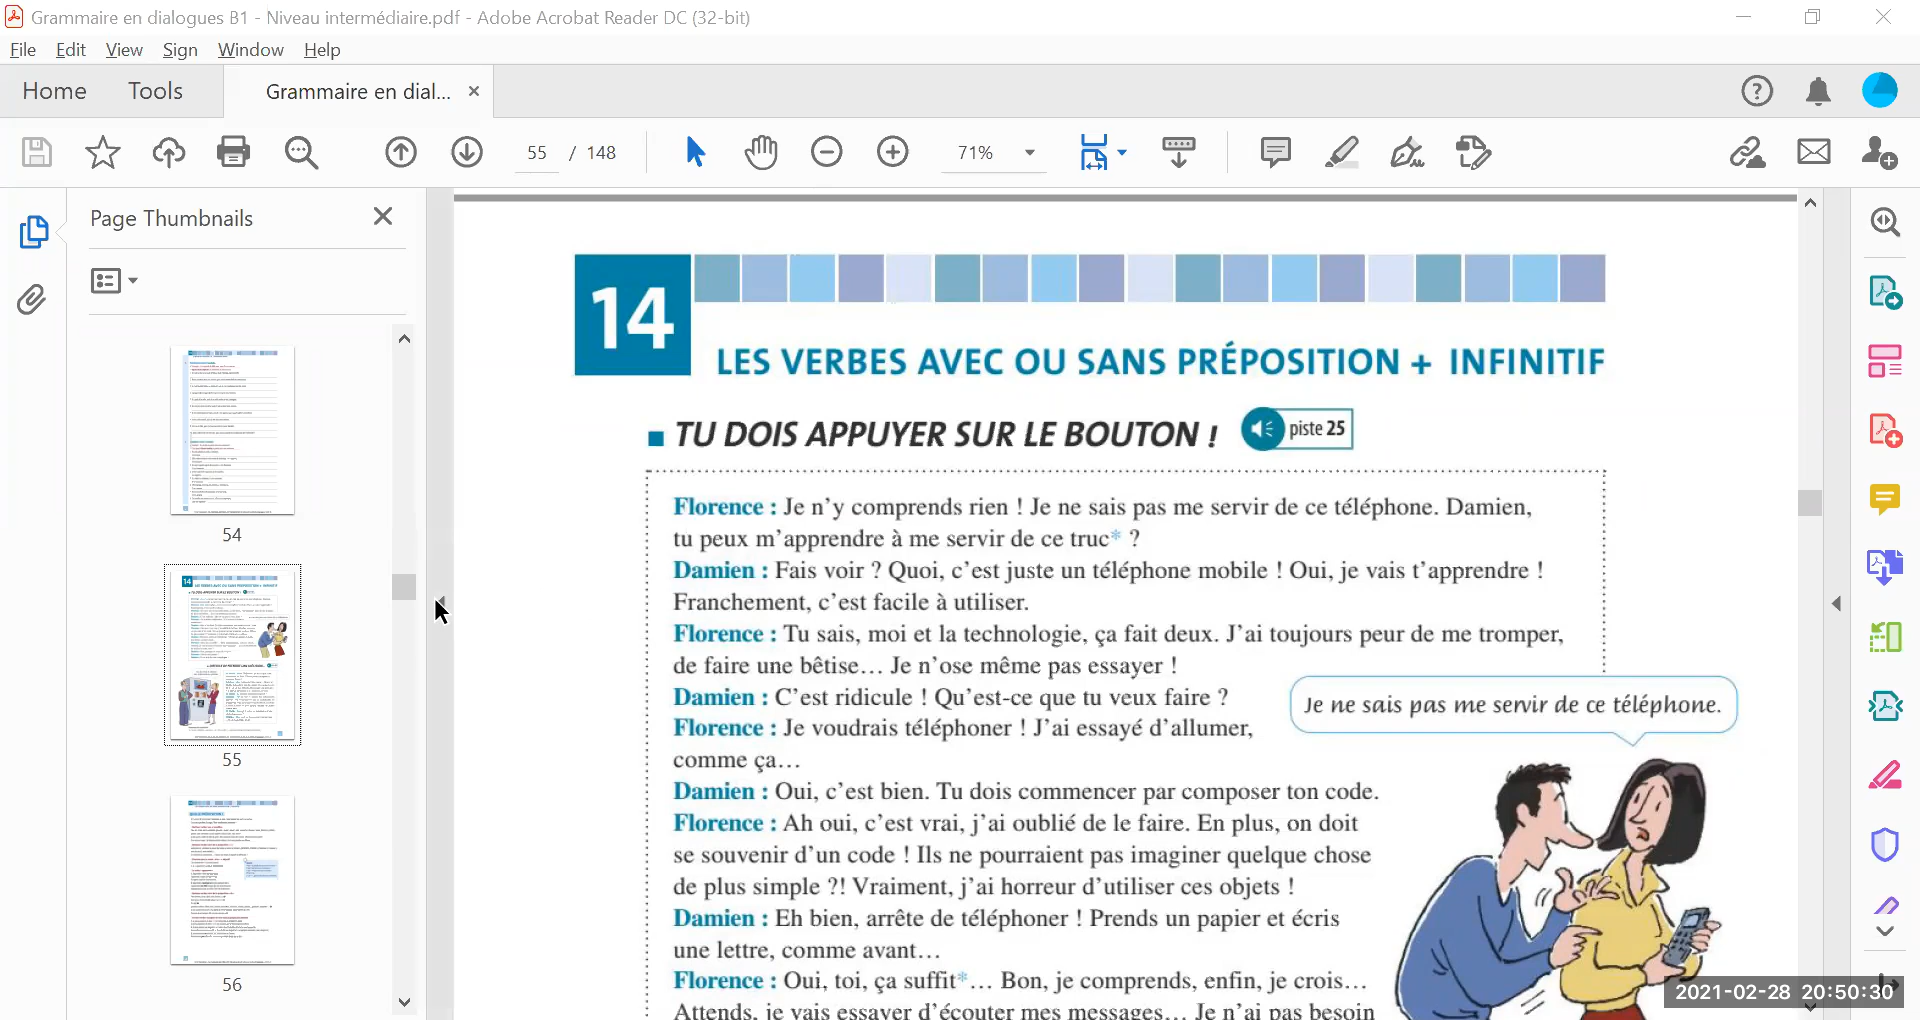 Grammaire en dialogues B1 - Niveau intermédiaire.pdf - Adobe Acrobat Reader DC (32-bit)
File Edit View Sign Window Help
Home Tools Grammaire en dial...
55 / 148 71%
Page Thumbnails
54
55
56
14
LES VERBES AVEC OU SANS PRÉPOSITION + INFINITIF
TU DOIS APPUYER SUR LE BOUTON ! piste 25
Florence : Je n'y comprends rien ! Je ne sais pas me servir de ce téléphone. Damien,
tu peux m'apprendre à me servir de ce truc* ?
Damien : Fais voir ? Quoi, c'est juste un téléphone mobile ! Oui, je vais t'apprendre !
Franchement, c'est facile à utiliser.
Florence : Tu sais, moi et la technologie, ça fait deux. J'ai toujours peur de me tromper,
de faire une bêtise... Je n'ose même pas essayer !
Damien : C'est ridicule ! Qu'est-ce que tu veux faire ?
Florence : Je voudrais téléphoner ! J'ai essayé d'allumer,
comme ça...
Damien : Oui, c'est bien. Tu dois commencer par composer ton code.
Florence : Ah oui, c'est vrai, j'ai oublié de le faire. En plus, on doit
se souvenir d'un code ! Ils ne pourraient pas imaginer quelque chose
de plus simple ?! Vraiment, j'ai horreur d'utiliser ces objets !
Damien : Eh bien, arrête de téléphoner ! Prends un papier et écris
une lettre, comme avant...
Florence : Oui, toi, ça suffit*... Bon, je comprends, enfin, je crois...
Attends, je vais essayer d'écouter mes messages... Je n'ai pas besoin
Je ne sais pas me servir de ce téléphone.
2021-02-28 20:50:30